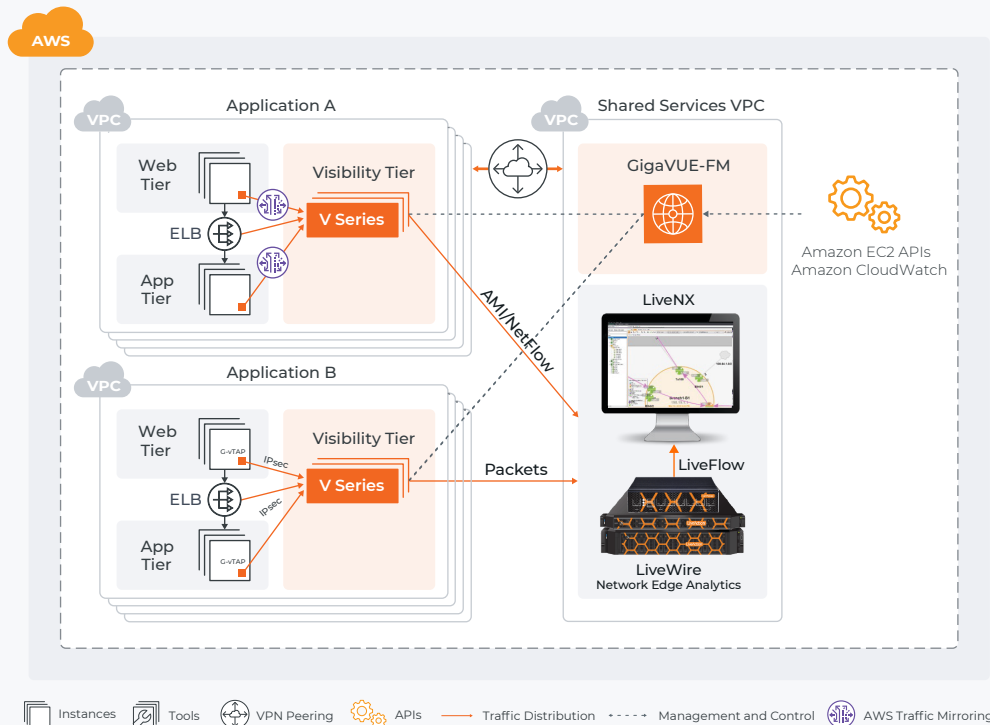 AWS
Application A
Shared Services VPC
VPC
VPC
Web
Tier
Visibility Tier
V Series
ELB
App
Tier
GigaVUE-FM
Amazon EC2 APIs
Amazon CloudWatch
LiveNX
AMI/NetFlow
Application B
VPC
Web
Tier
G-vTAP
IPsec
Visibility Tier
V Series
ELB
IPsec
App
Tier
G-vTAP
Packets
LiveFlow
LiveWire
Network Edge Analytics
Instances
Tools
VPN Peering
APIs
Traffic Distribution
Management and Control
AWS Traffic Mirroring